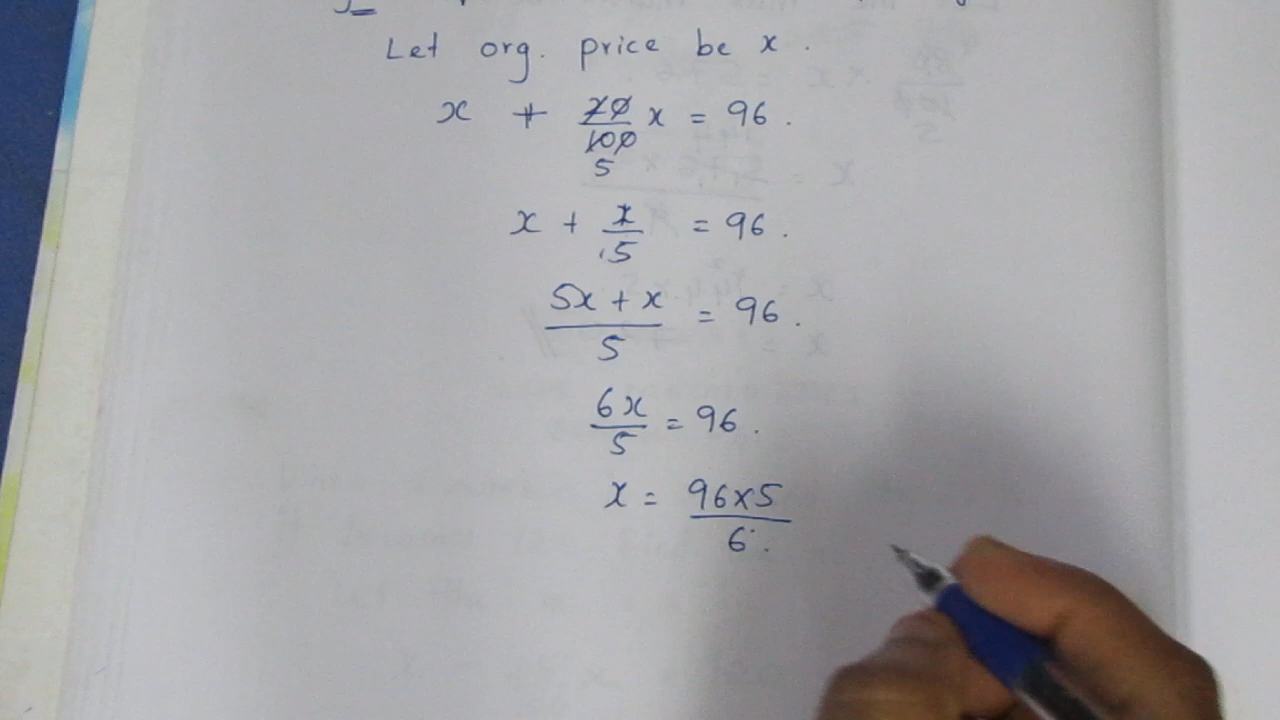 Let org. price be x.
x + 20/100 x = 96.
5
x + x/5 = 96.
5x + x / 5 = 96.
6x/5 = 96.
x = 96×5 / 6.